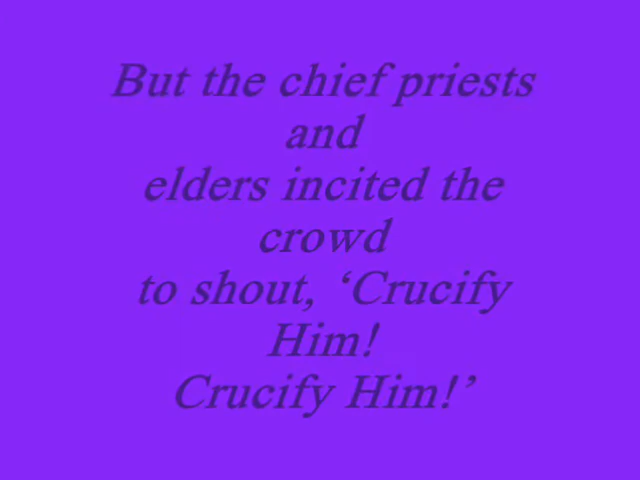 But the chief priests
and
elders incited the
crowd
to shout, ‘Crucify
Him!
Crucify Him!’